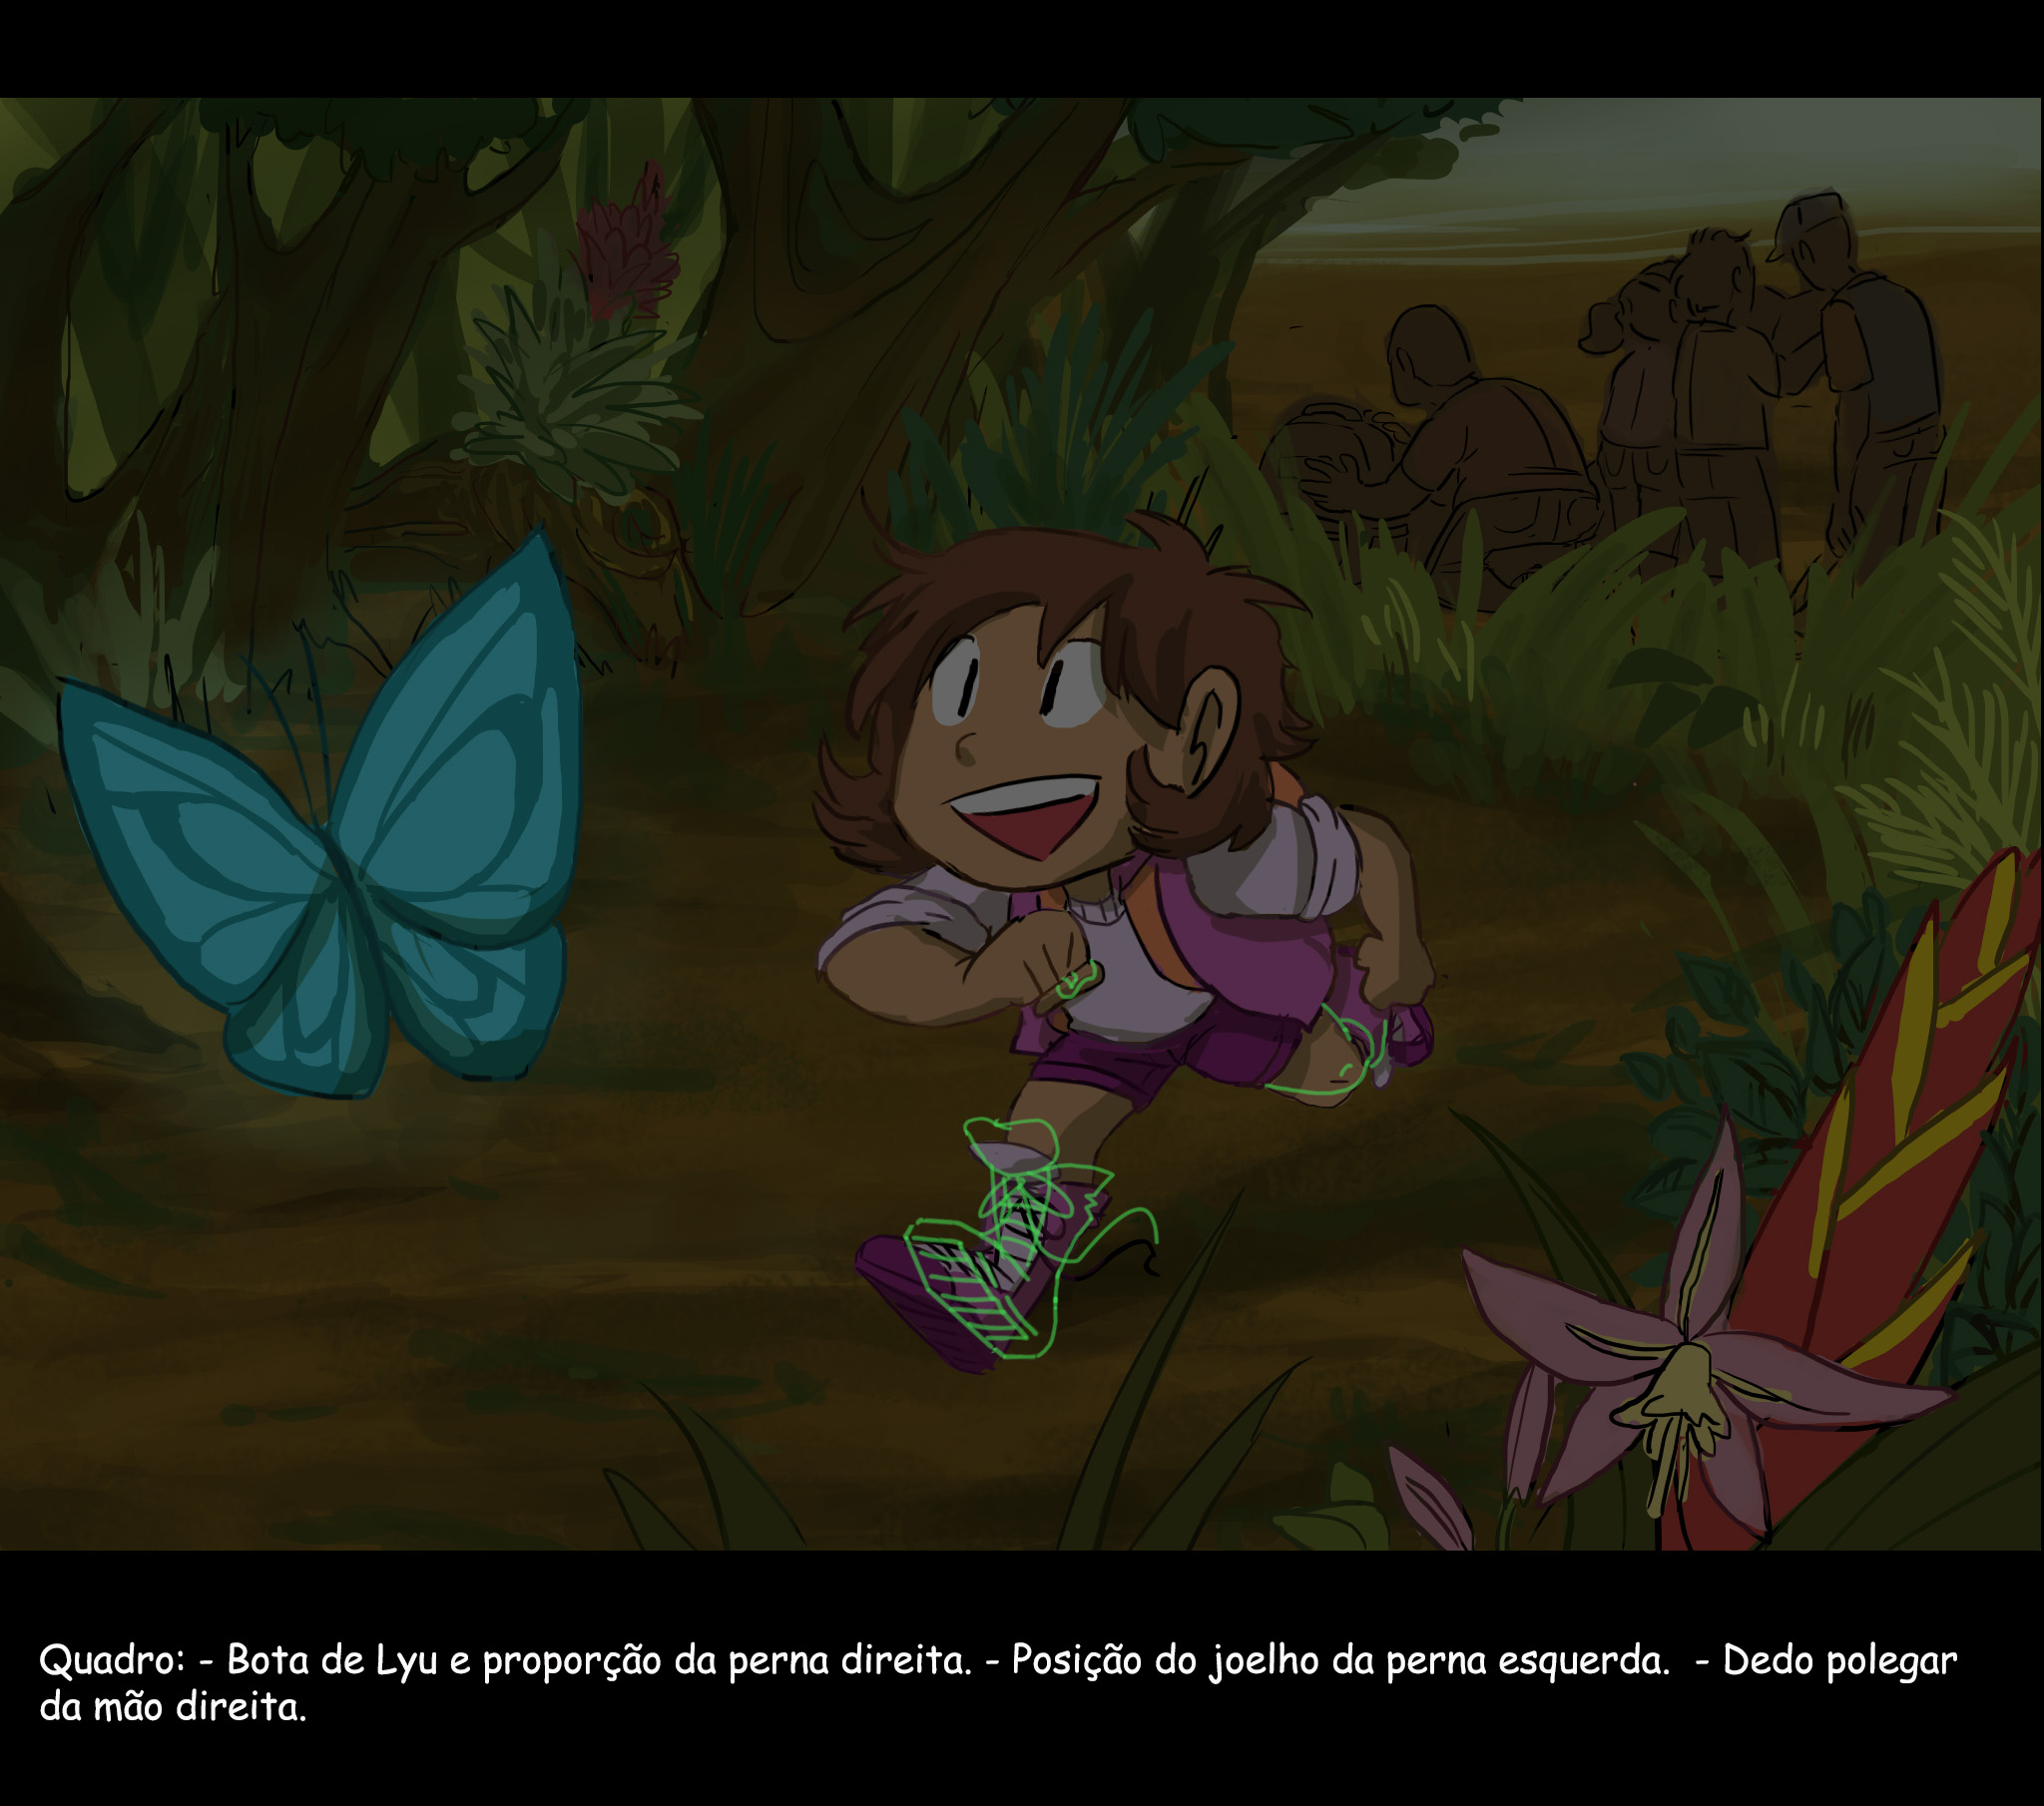 Quadro: - Bota de Lyu e proporção da perna direita. - Posição do joelho da perna esquerda.  - Dedo polegar
da mão direita.